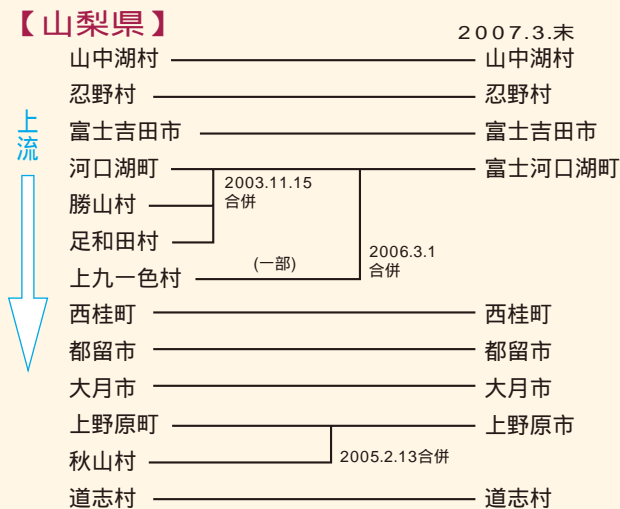 【山梨県】
2007.3.末
山中湖村 山中湖村
忍野村 忍野村
上流
富士吉田市 富士吉田市
河口湖町 富士河口湖町
2003.11.15
合併
勝山村
足和田村
2006.3.1
合併
上九一色村 (一部)
西桂町 西桂町
都留市 都留市
大月市 大月市
上野原町 上野原市
2005.2.13合併
秋山村
道志村 道志村